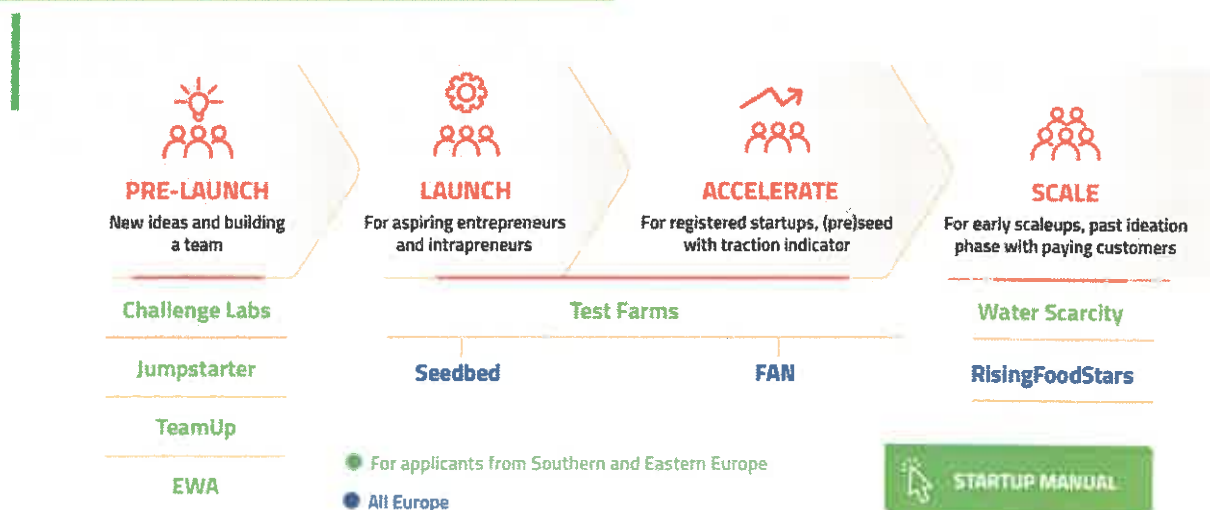 PRE-LAUNCH
New ideas and building
a team
LAUNCH
For aspiring entrepreneurs
and intrapreneurs
ACCELERATE
For registered startups, (pre)seed
with traction indicator
SCALE
For early scaleups, past ideation
phase with paying customers
Challenge Labs
Jumpstarter
TeamUp
EWA
Test Farms
Seedbed
FAN
Water Scarcity
RisingFoodStars
For applicants from Southern and Eastern Europe
All Europe
STARTUP MANUAL